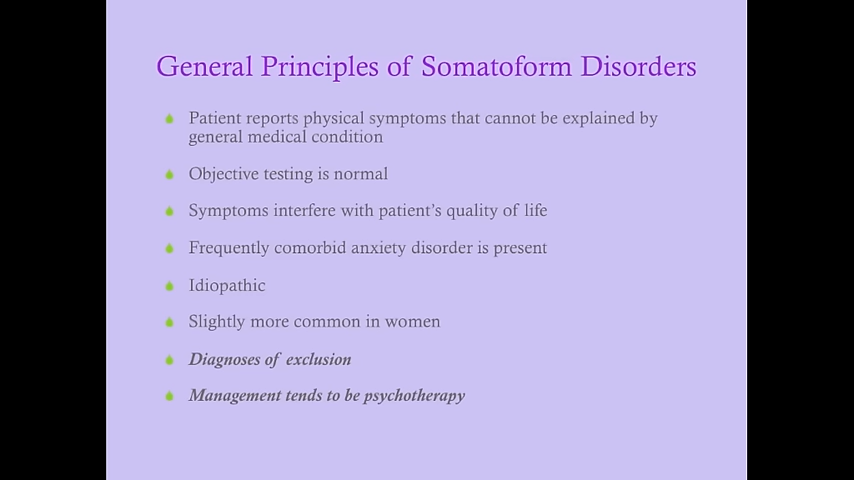 General Principles of Somatoform Disorders
Patient reports physical symptoms that cannot be explained by
general medical condition
Objective testing is normal
Symptoms interfere with patient's quality of life
Frequently comorbid anxiety disorder is present
Idiopathic
Slightly more common in women
Diagnoses of exclusion
Management tends to be psychotherapy